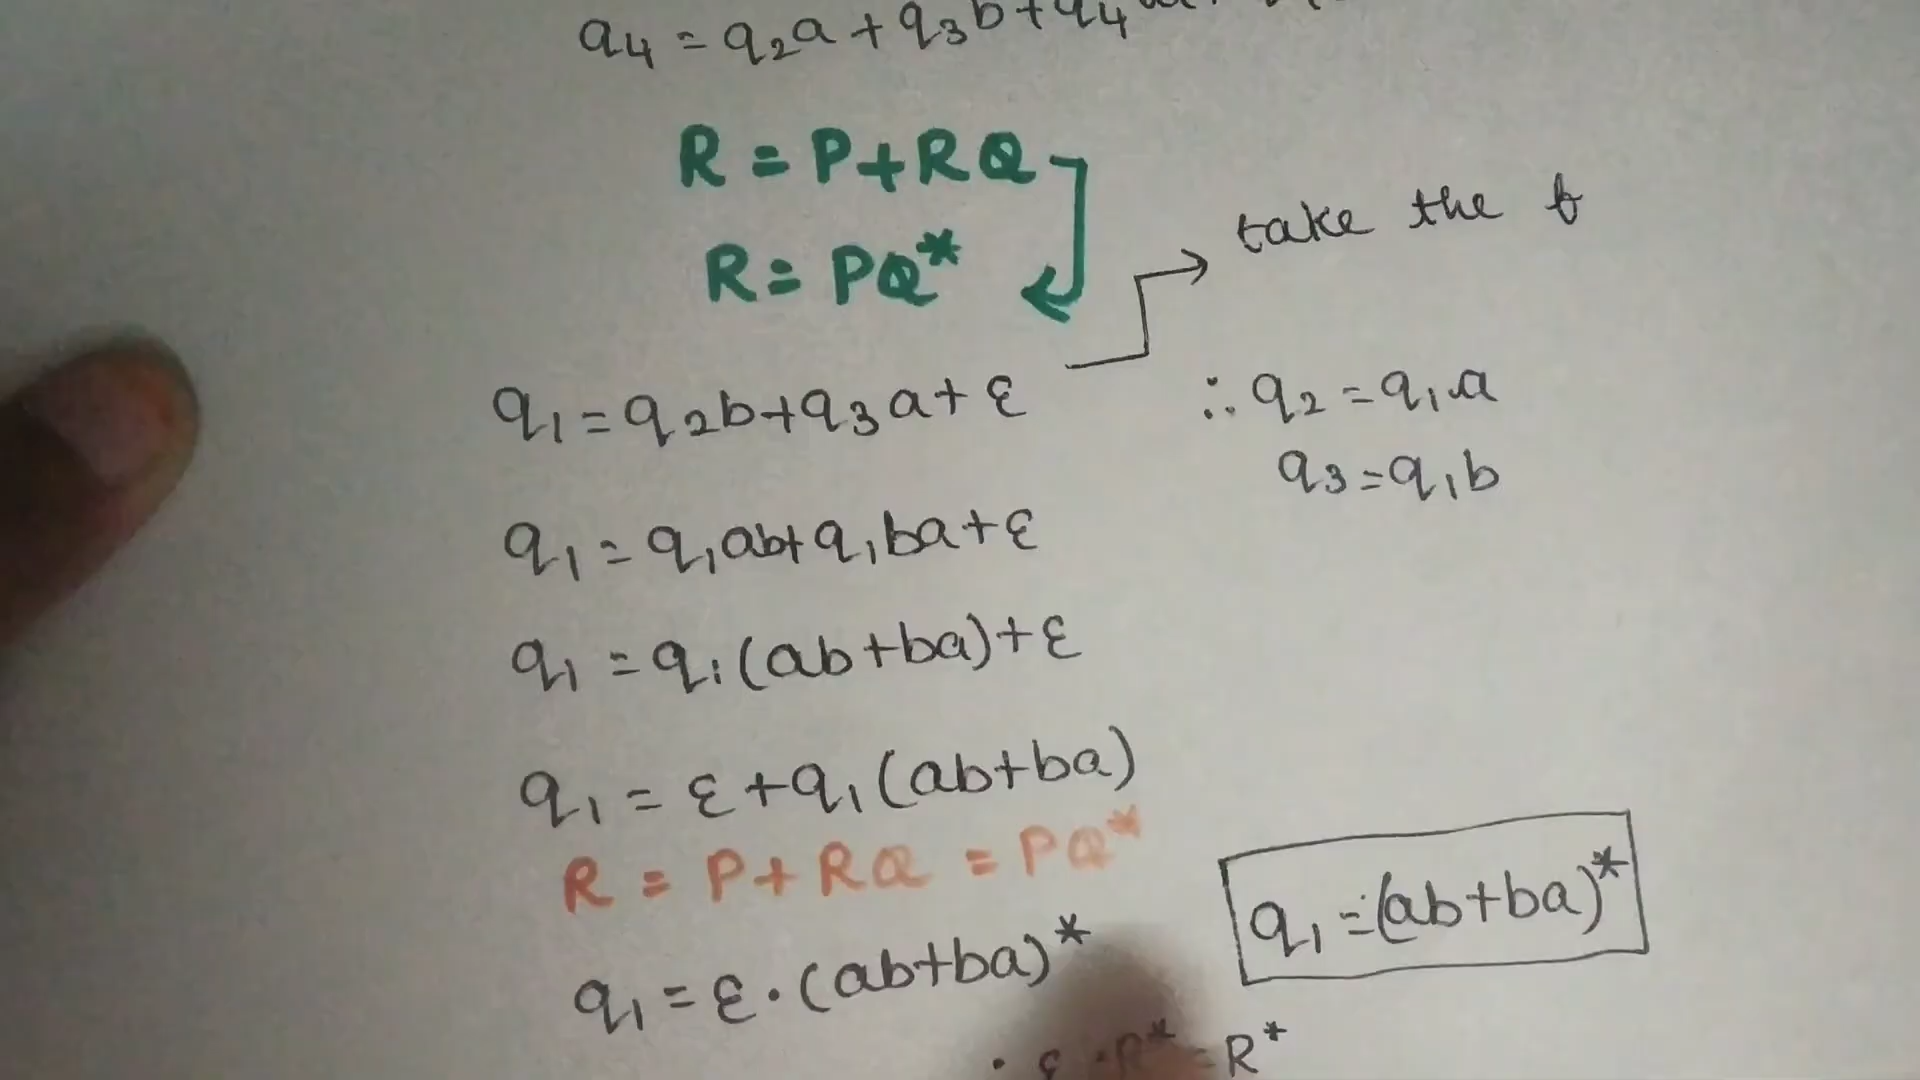 q4 = q2a + q3b + q4
R = P + RQ
R = PQ*
take the
q1 = q2b + q3a + ε
∴ q2 = q1a
q3 = q1b
q1 = q1ab + q1ba + ε
q1 = q1(ab+ba) + ε
q1 = ε + q1(ab+ba)
R = P + RQ = PQ*
q1 = ε · (ab+ba)*
q1 = (ab+ba)*
ε · R* = R*